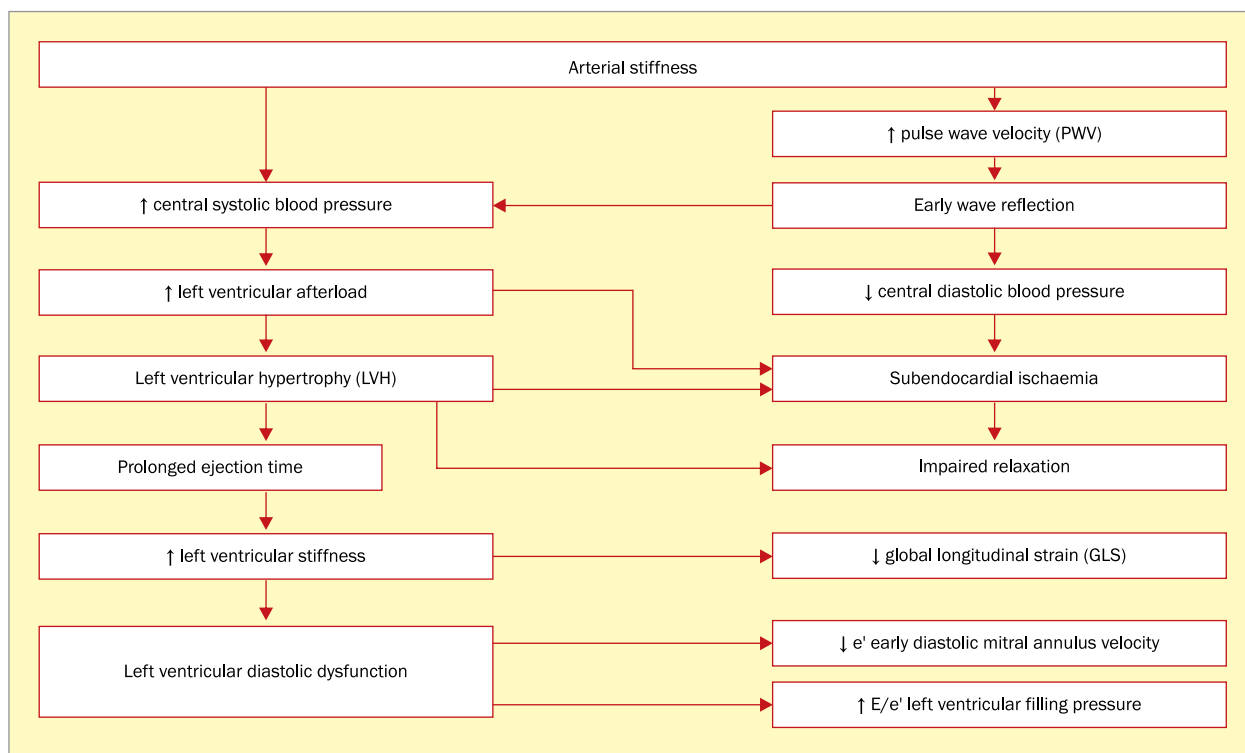 Arterial stiffness
↑ pulse wave velocity (PWV)
↑ central systolic blood pressure
Early wave reflection
↑ left ventricular afterload
↓ central diastolic blood pressure
Left ventricular hypertrophy (LVH)
Subendocardial ischaemia
Prolonged ejection time
Impaired relaxation
↑ left ventricular stiffness
↓ global longitudinal strain (GLS)
Left ventricular diastolic dysfunction
↓ e' early diastolic mitral annulus velocity
↑ E/e' left ventricular filling pressure